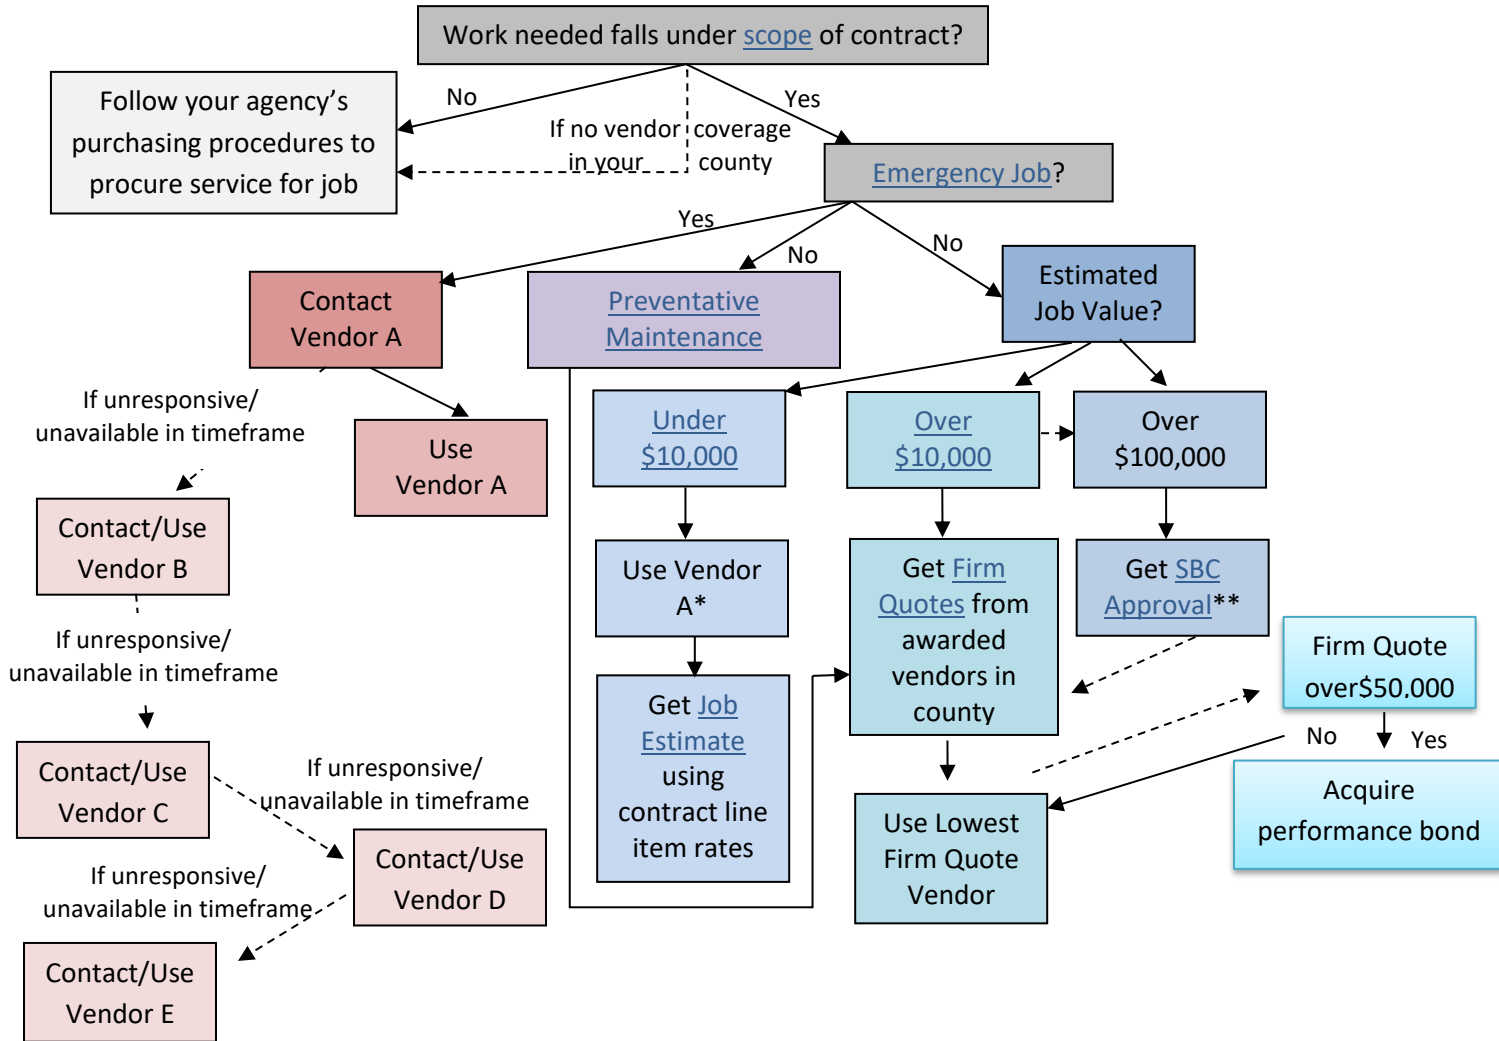 Work needed falls under scope of contract?
Follow your agency’s
purchasing procedures to
procure service for job
No
Yes
If no vendor coverage
in your county
Emergency Job?
Yes
No
No
Contact
Vendor A
Preventative
Maintenance
Estimated
Job Value?
If unresponsive/
unavailable in timeframe
Use
Vendor A
Under
$10,000
Over
$10,000
Over
$100,000
Contact/Use
Vendor B
Use Vendor
A*
Get Firm
Quotes from
awarded
vendors in
county
Get SBC
Approval**
If unresponsive/
unavailable in timeframe
Firm Quote
over$50,000
Get Job
Estimate
using
contract line
item rates
No
Yes
Contact/Use
Vendor C
If unresponsive/
unavailable in timeframe
Acquire
performance bond
Use Lowest
Firm Quote
Vendor
Contact/Use
Vendor D
If unresponsive/
unavailable in timeframe
Contact/Use
Vendor E